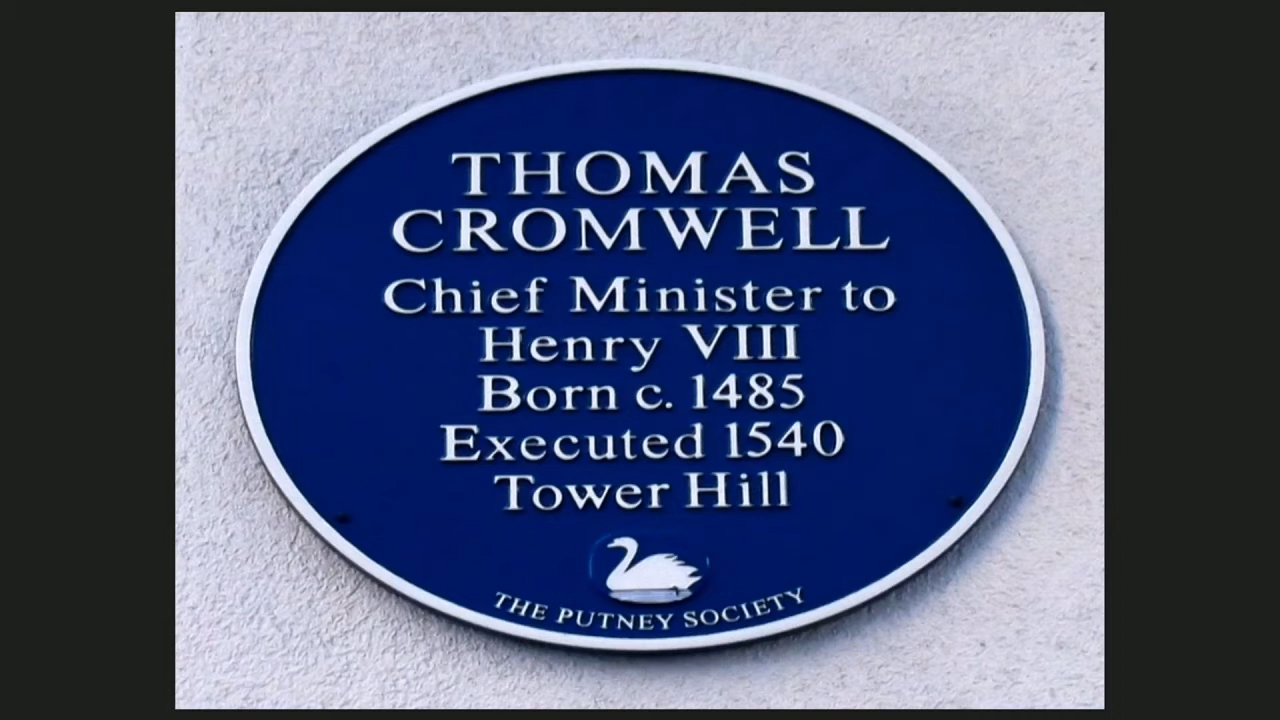 THOMAS
CROMWELL
Chief Minister to
Henry VIII
Born c. 1485
Executed 1540
Tower Hill
THE PUTNEY SOCIETY